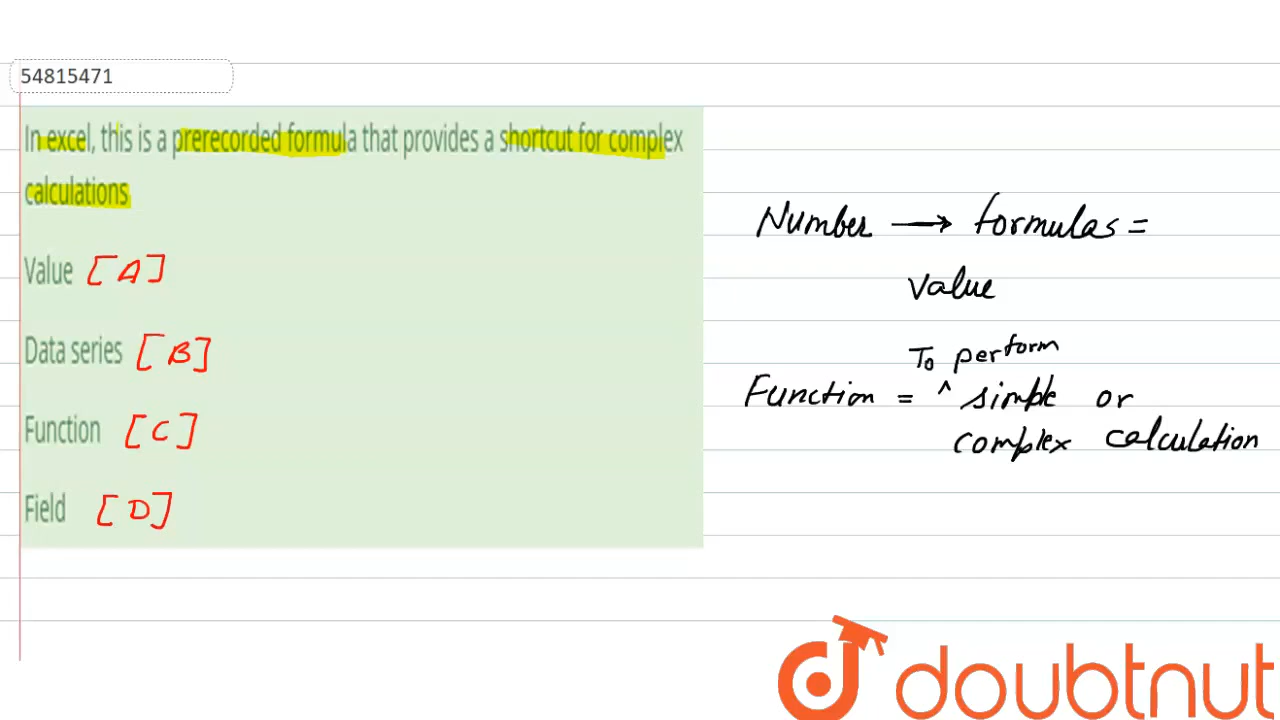 54815471
In excel, this is a prerecorded formula that provides a shortcut for complex
calculations
Value [A]
Data series [B]
Function [C]
Field [D]
Number → formulas =
Value
To perform
Function = ^ simple or
complex calculation
doubtnut